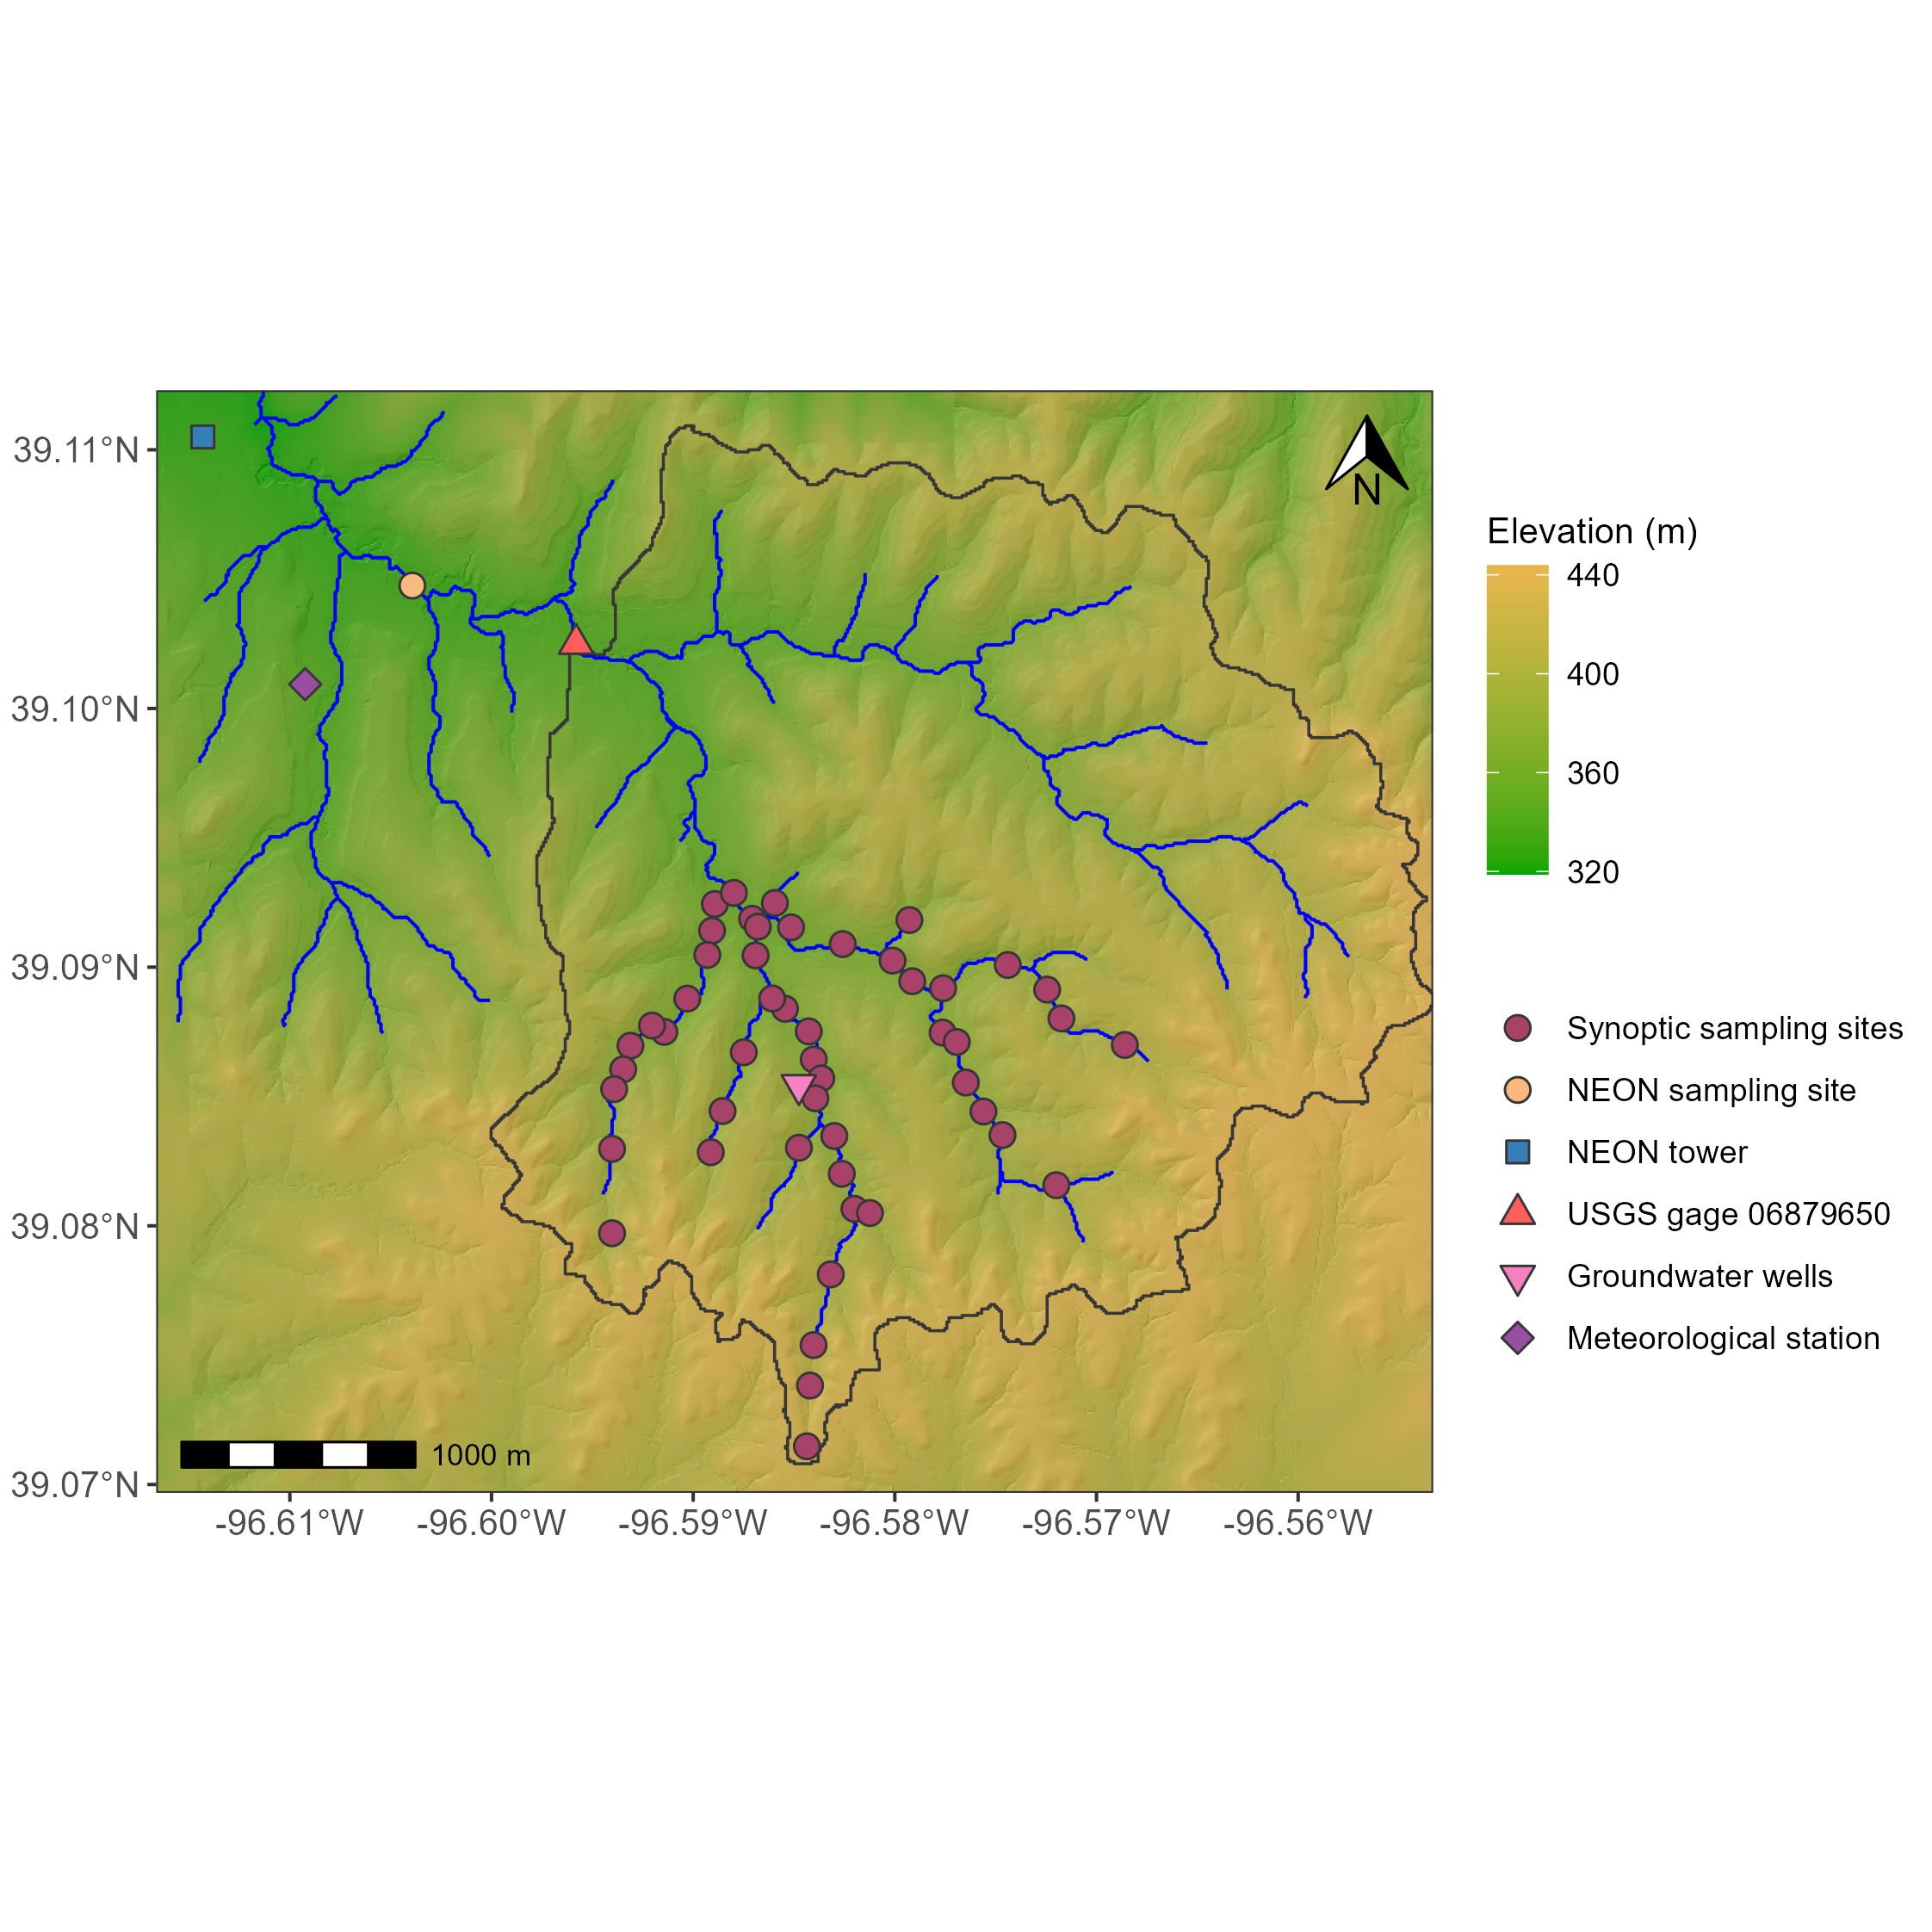 39.11°N
39.10°N
39.09°N
39.08°N
39.07°N
N
1000 m
-96.61°W
-96.60°W
-96.59°W
-96.58°W
-96.57°W
-96.56°W
Elevation (m)
440
400
360
320
Synoptic sampling sites
NEON sampling site
NEON tower
USGS gage 06879650
Groundwater wells
Meteorological station